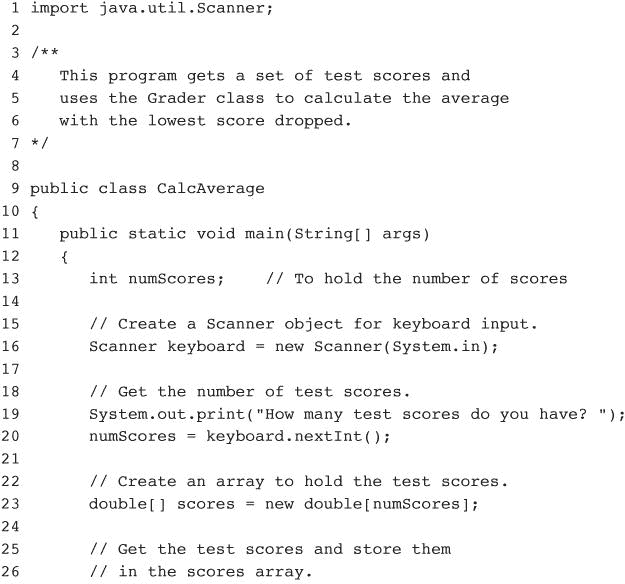 1 import java.util.Scanner;
2
3 /**
4    This program gets a set of test scores and
5    uses the Grader class to calculate the average
6    with the lowest score dropped.
7 */
8
9 public class CalcAverage
10 {
11    public static void main(String[] args)
12    {
13       int numScores;    // To hold the number of scores
14
15       // Create a Scanner object for keyboard input.
16       Scanner keyboard = new Scanner(System.in);
17
18       // Get the number of test scores.
19       System.out.print("How many test scores do you have? ");
20       numScores = keyboard.nextInt();
21
22       // Create an array to hold the test scores.
23       double[] scores = new double[numScores];
24
25       // Get the test scores and store them
26       // in the scores array.